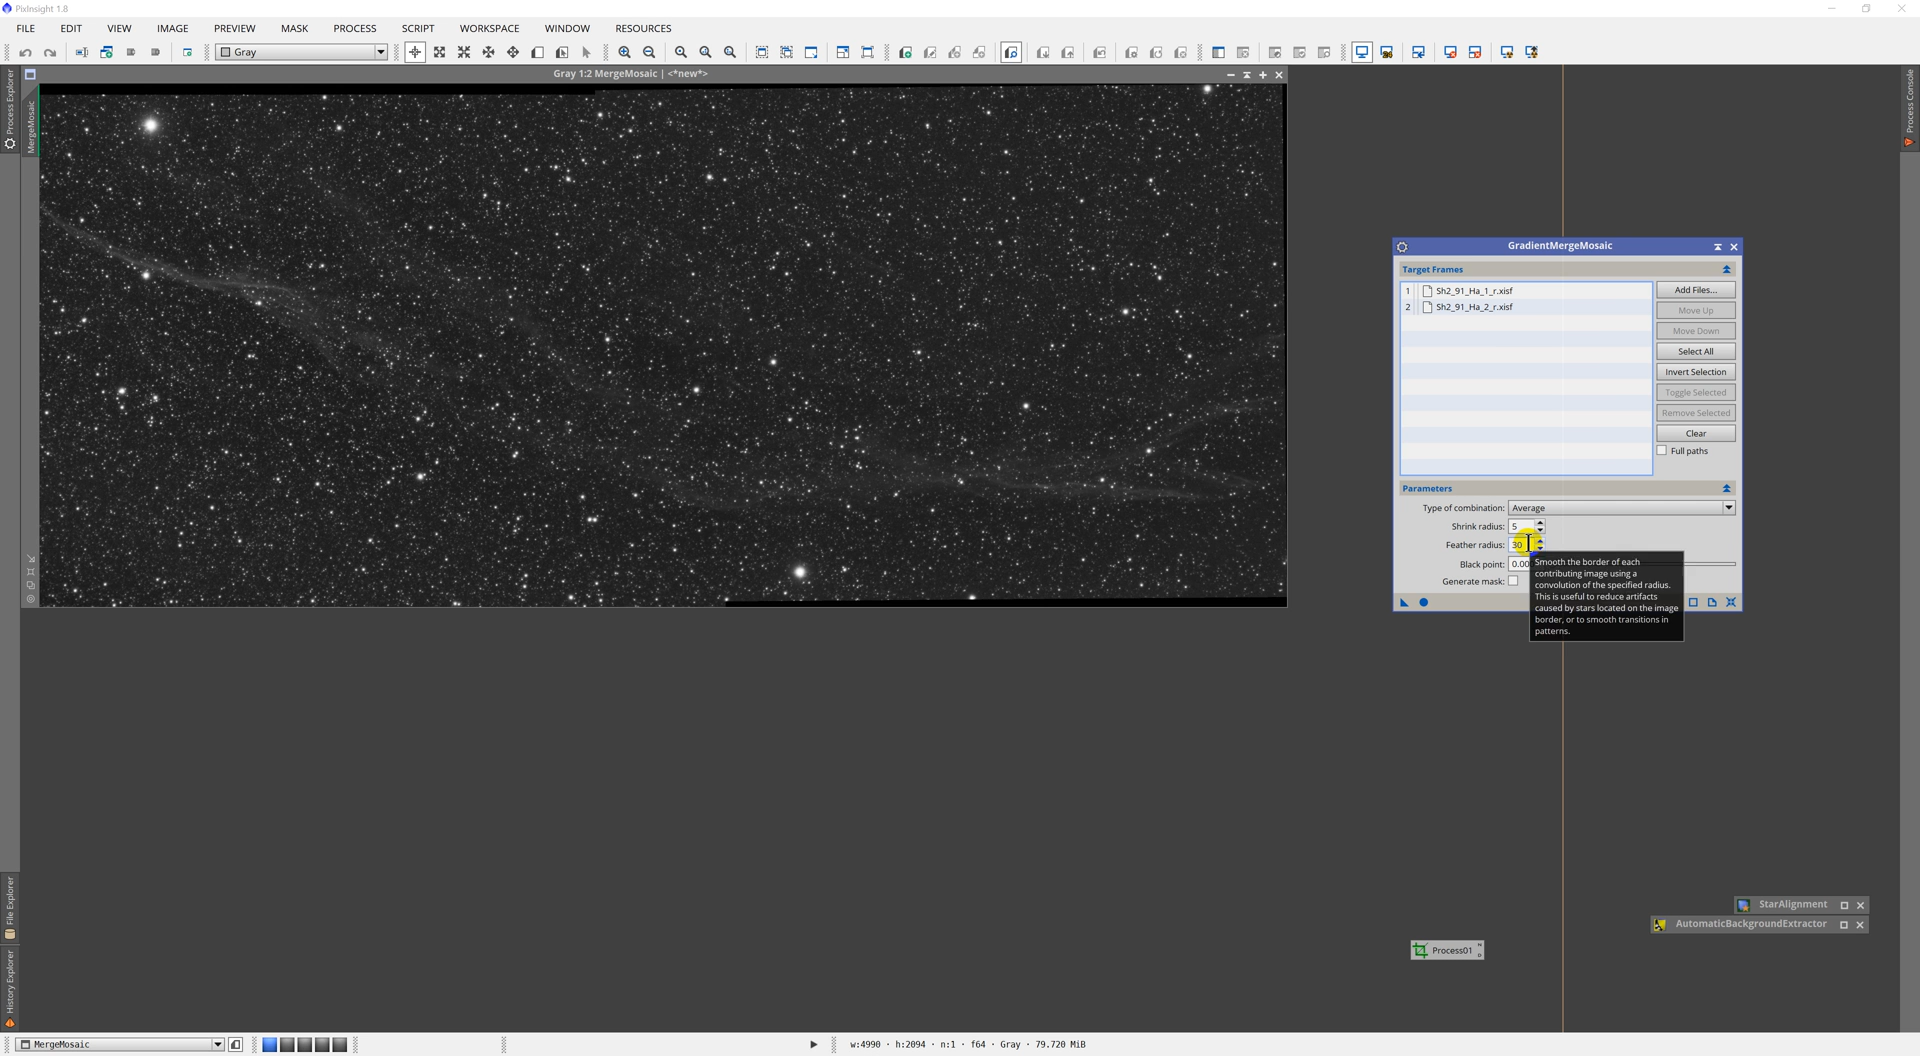 PixInsight 1.8
FILE EDIT VIEW IMAGE PROCESS PREVIEW MASK PROCESS SCRIPT WORKSPACE WINDOW RESOURCES
Gray
Gray 1:2 MergeMosaic | <*new*>
Process Explorer
MergeMosaic
Process Console
GradientMergeMosaic
Target Frames
1 Sh2_91_Ha_1_r.xisf
2 Sh2_91_Ha_2_r.xisf
Add Files...
Move Up
Move Down
Select All
Invert Selection
Toggle Selected
Remove Selected
Clear
Full paths
Parameters
Type of combination: Average
Shrink radius: 5
Feather radius: 30
Black point: 0.00
Generate mask:
Smooth the border of each
contributing image using a
convolution of the specified radius.
This is useful to reduce artifacts
caused by stars located on the image
border, or to smooth transitions in
patterns.
File Explorer
History Explorer
StarAlignment
AutomaticBackgroundExtractor
Process01
MergeMosaic
w:4990 · h:2094 · n:1 · f64 · Gray · 79.720 MiB